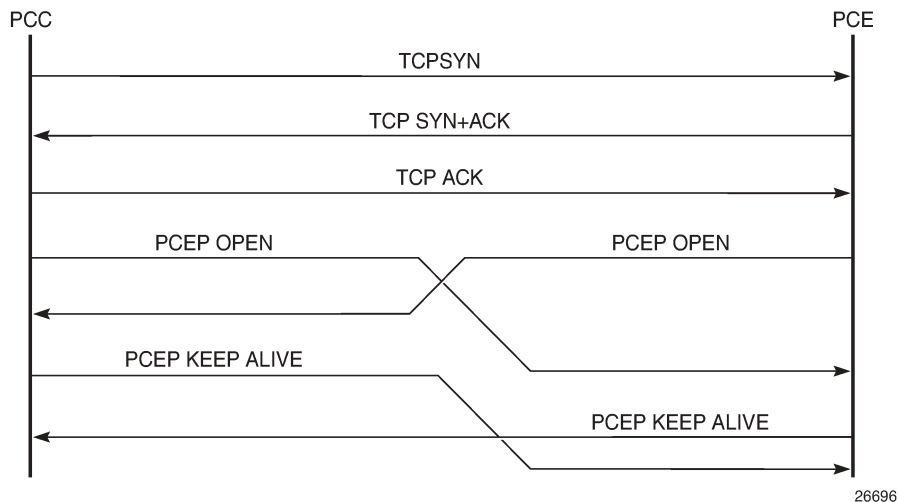 PCC
PCE
TCPSYN
TCP SYN+ACK
TCP ACK
PCEP OPEN
PCEP OPEN
PCEP KEEP ALIVE
PCEP KEEP ALIVE
26696